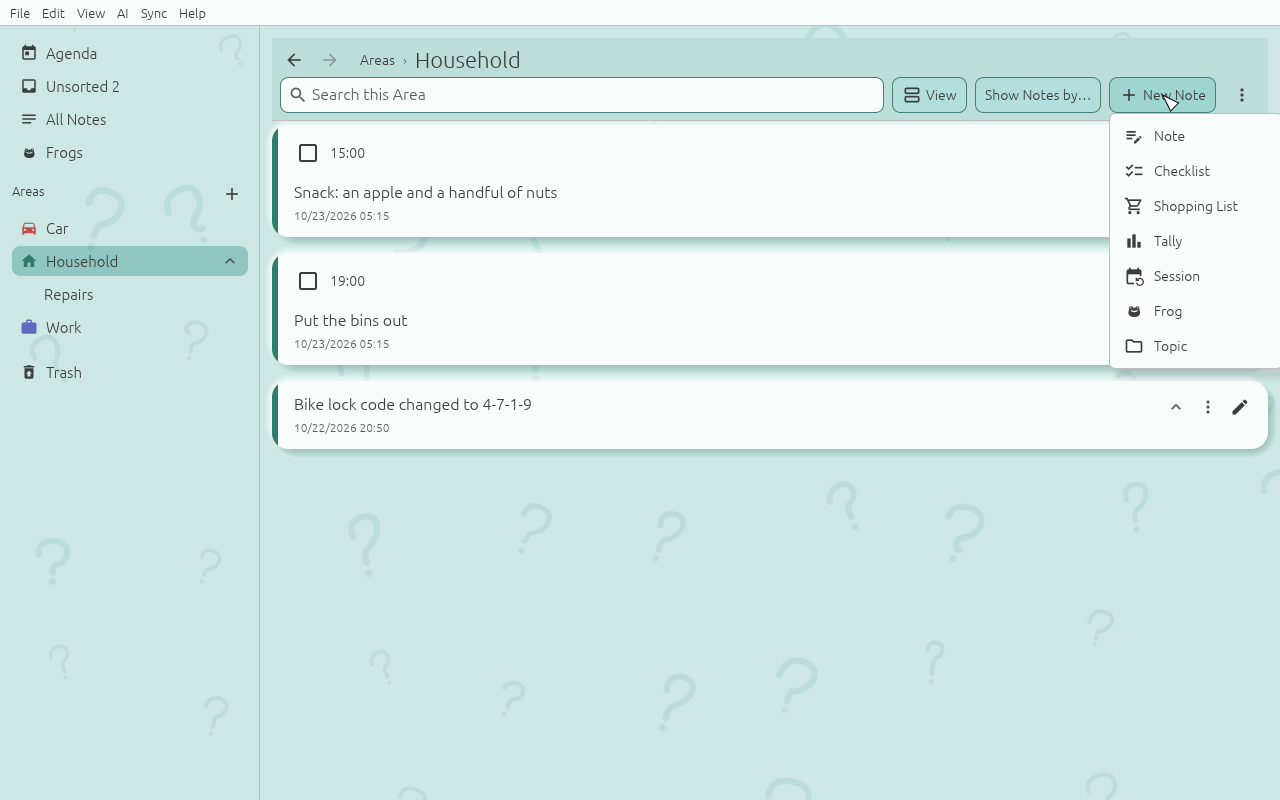 File Edit View AI Sync Help
Agenda
Unsorted 2
All Notes
Frogs
Areas
Car
Household
Repairs
Work
Trash
Areas › Household
Search this Area
View
Show Notes by...
New Note
Note
Checklist
Shopping List
Tally
Session
Frog
Topic
15:00
Snack: an apple and a handful of nuts
10/23/2026 05:15
19:00
Put the bins out
10/23/2026 05:15
Bike lock code changed to 4-7-1-9
10/22/2026 20:50